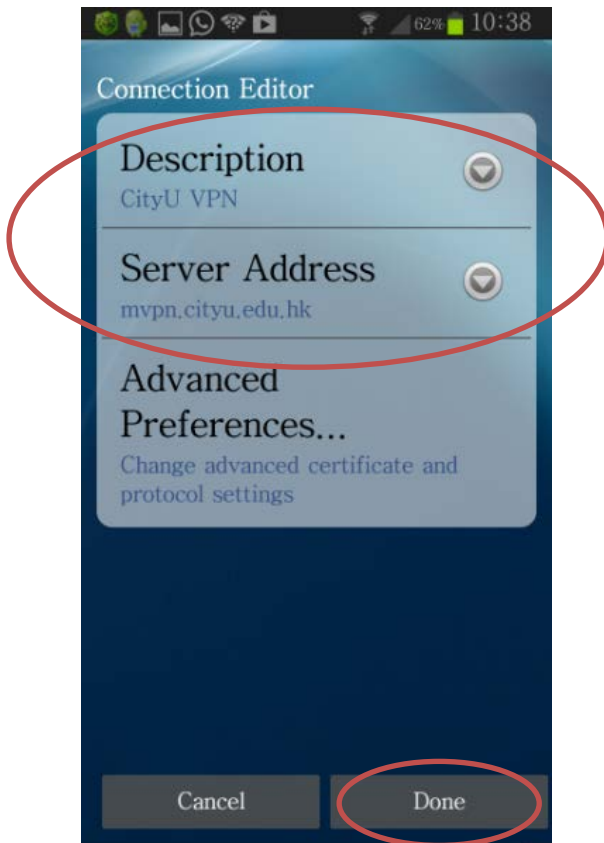 62% 10:38
Connection Editor
Description
CityU VPN
Server Address
mvpn.cityu.edu.hk
Advanced
Preferences...
Change advanced certificate and
protocol settings
Cancel Done